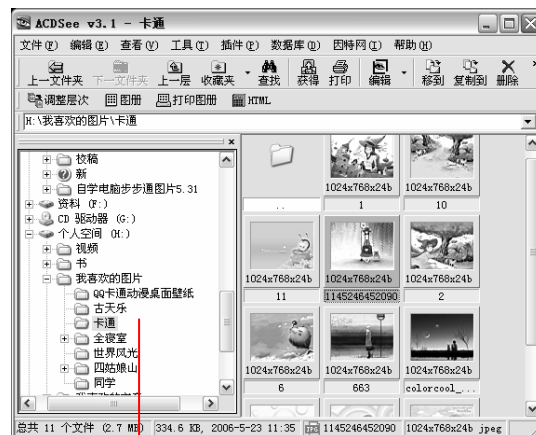 ACDSee v3.1 - 卡通
文件(F) 编辑(E) 查看(V) 工具(T) 插件(P) 数据库(D) 因特网(I) 帮助(H)
上一文件夹 下一文件夹 上一层 收藏夹 查找 获得 打印 编辑 移到 复制到 删除 »
调整层次 图册 打印图册 HTML
H:\我喜欢的图片\卡通
校稿
新
自学电脑步步通图片5.31
资料 (F:)
CD 驱动器 (G:)
个人空间 (H:)
视频
书
我喜欢的图片
QQ卡通动漫桌面壁纸
古天乐
卡通
全寝室
世界风光
四姑娘山
同学
..
1024x768x24b 1024x768x24b
1 10
1024x768x24b 1024x768x24b 1024x768x24b
11 1145246452090 2
1024x768x24b 1024x768x24b 1024x768x24b
6 663 colorcool_...
总共 11 个文件 (2.7 MB) 334.6 KB, 2006-5-23 11:35 1145246452090 1024x768x24b jpeg